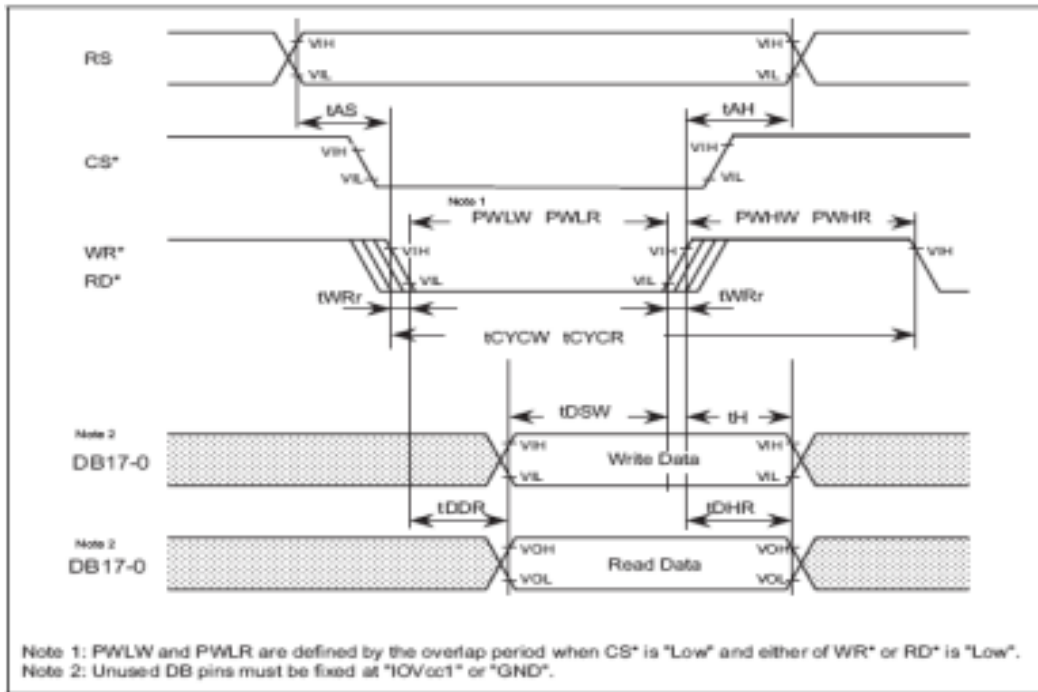 RS
VIH
VIH
VIL
VIL
tAS
tAH
CS*
VIH
VIH
VIL
VIL
Note 1
PWLW PWLR
PWHW PWHR
WR*
VIH
VIH
VIH
RD*
VIL
VIL
tWRr
tWRr
tCYCW tCYCR
tDSW
tH
Note 2
DB17-0
VIH
Write Data
VIH
VIL
VIL
tDDR
tDHR
Note 2
DB17-0
VOH
Read Data
VOH
VOL
VOL
Note 1: PWLW and PWLR are defined by the overlap period when CS* is "Low" and either of WR* or RD* is "Low".
Note 2: Unused DB pins must be fixed at "IOVcc1" or "GND".